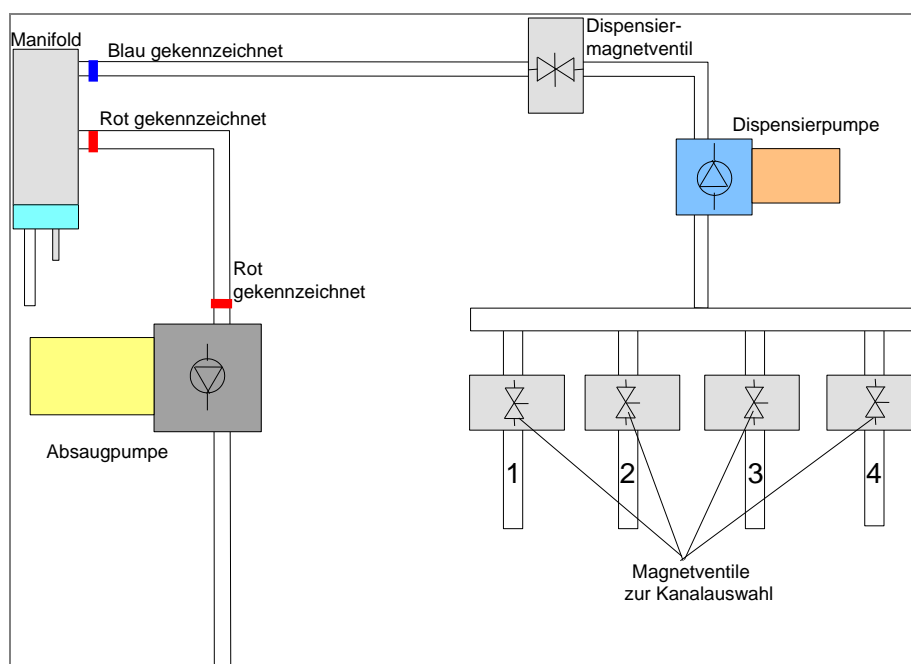 Manifold
Blau gekennzeichnet
Dispensier-
magnetventil
Rot gekennzeichnet
Dispensierpumpe
Rot
gekennzeichnet
Absaugpumpe
1
2
3
4
Magnetventile
zur Kanalauswahl